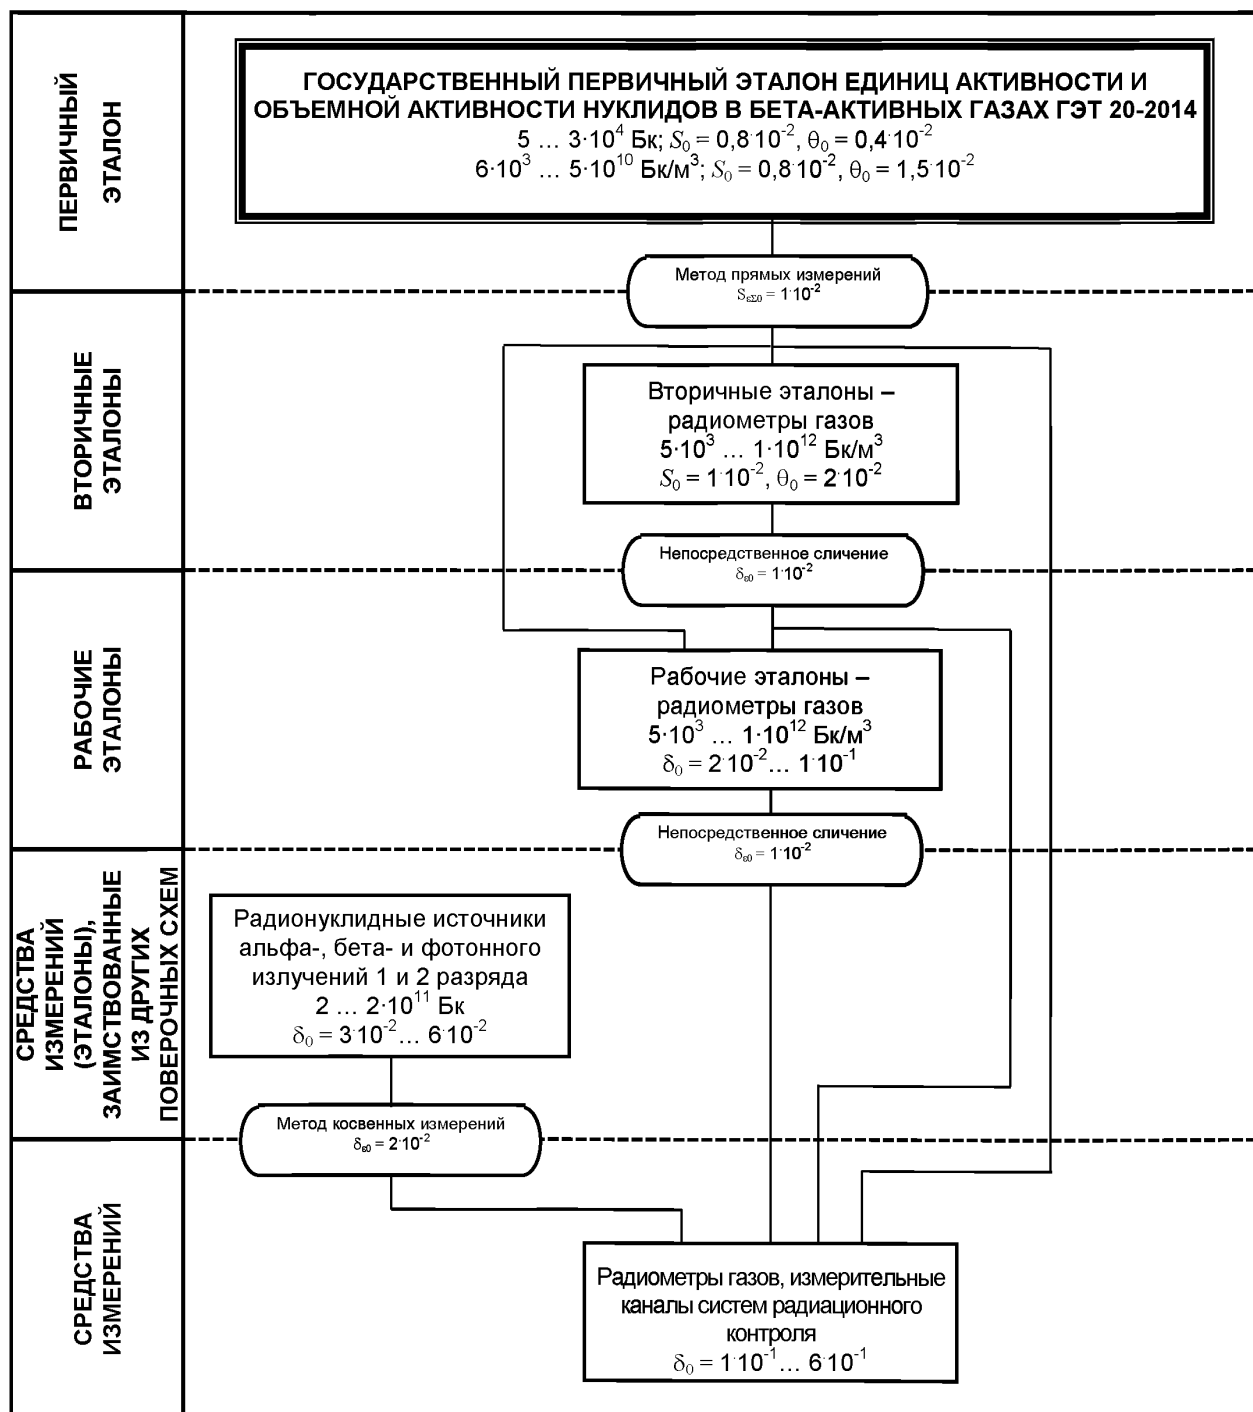 ПЕРВИЧНЫЙ
ЭТАЛОН
ГОСУДАРСТВЕННЫЙ ПЕРВИЧНЫЙ ЭТАЛОН ЕДИНИЦ АКТИВНОСТИ И
ОБЪЕМНОЙ АКТИВНОСТИ НУКЛИДОВ В БЕТА-АКТИВНЫХ ГАЗАХ ГЭТ 20-2014
5 … 3·10⁴ Бк; S₀ = 0,8·10⁻², θ₀ = 0,4·10⁻²
6·10³ … 5·10¹⁰ Бк/м³; S₀ = 0,8·10⁻², θ₀ = 1,5·10⁻²
Метод прямых измерений
S_εΣ0 = 1·10⁻²
ВТОРИЧНЫЕ
ЭТАЛОНЫ
Вторичные эталоны –
радиометры газов
5·10³ … 1·10¹² Бк/м³
S₀ = 1·10⁻², θ₀ = 2·10⁻²
Непосредственное сличение
δ_ε0 = 1·10⁻²
РАБОЧИЕ
ЭТАЛОНЫ
Рабочие эталоны –
радиометры газов
5·10³ … 1·10¹² Бк/м³
δ₀ = 2·10⁻²… 1·10⁻¹
Непосредственное сличение
δ_ε0 = 1·10⁻²
СРЕДСТВА
ИЗМЕРЕНИЙ
(ЭТАЛОНЫ),
ЗАИМСТВОВАННЫЕ
ИЗ ДРУГИХ
ПОВЕРОЧНЫХ СХЕМ
Радионуклидные источники
альфа-, бета- и фотонного
излучений 1 и 2 разряда
2 … 2·10¹¹ Бк
δ₀ = 3·10⁻²… 6·10⁻²
Метод косвенных измерений
δ_ε0 = 2·10⁻²
СРЕДСТВА
ИЗМЕРЕНИЙ
Радиометры газов, измерительные
каналы систем радиационного
контроля
δ₀ = 1·10⁻¹… 6·10⁻¹